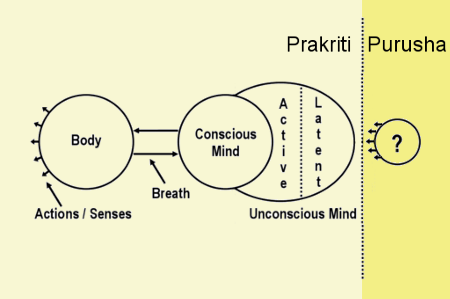 Prakriti
Purusha
Body
Conscious
Mind
Active
Latent
?
Breath
Actions / Senses
Unconscious Mind